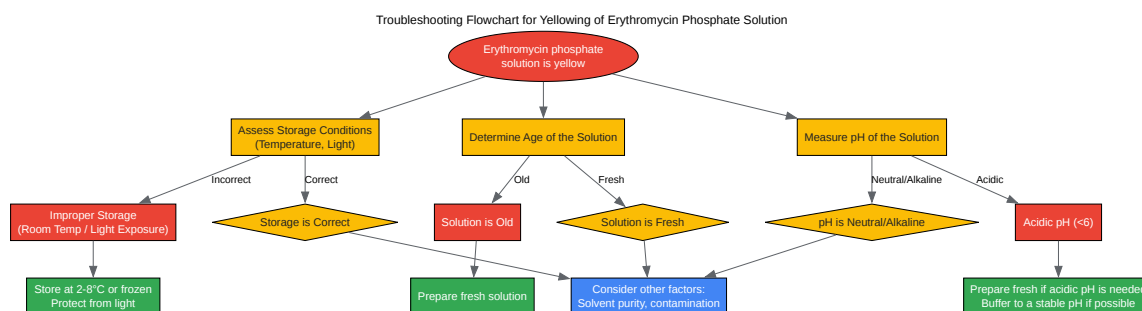 Troubleshooting Flowchart for Yellowing of Erythromycin Phosphate Solution
Erythromycin phosphate
solution is yellow
Assess Storage Conditions
(Temperature, Light)
Determine Age of the Solution
Measure pH of the Solution
Incorrect
Correct
Old
Fresh
Neutral/Alkaline
Acidic
Improper Storage
(Room Temp / Light Exposure)
Storage is Correct
Solution is Old
Solution is Fresh
pH is Neutral/Alkaline
Acidic pH (<6)
Store at 2-8°C or frozen
Protect from light
Prepare fresh solution
Consider other factors:
Solvent purity, contamination
Prepare fresh if acidic pH is needed
Buffer to a stable pH if possible